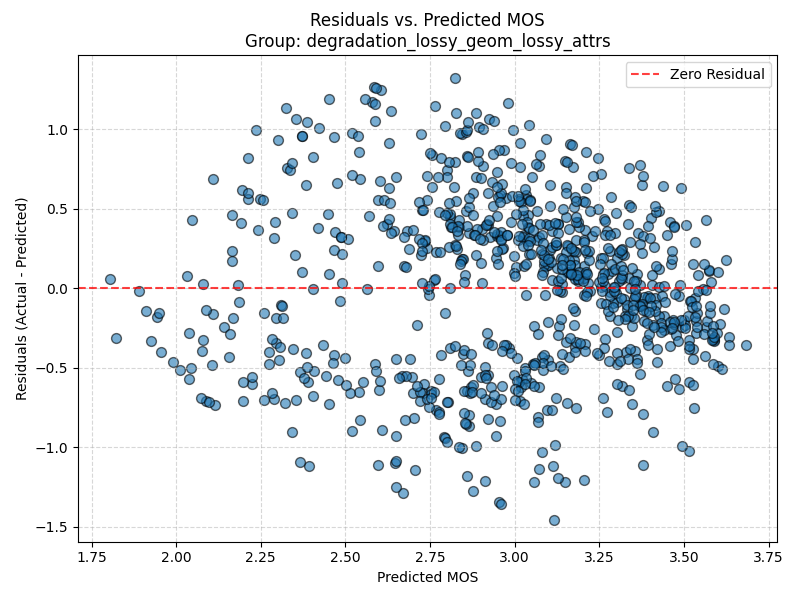 Residuals vs. Predicted MOS
Group: degradation_lossy_geom_lossy_attrs
Zero Residual
Residuals (Actual - Predicted)
1.0
0.5
0.0
−0.5
−1.0
−1.5
1.75 2.00 2.25 2.50 2.75 3.00 3.25 3.50 3.75
Predicted MOS